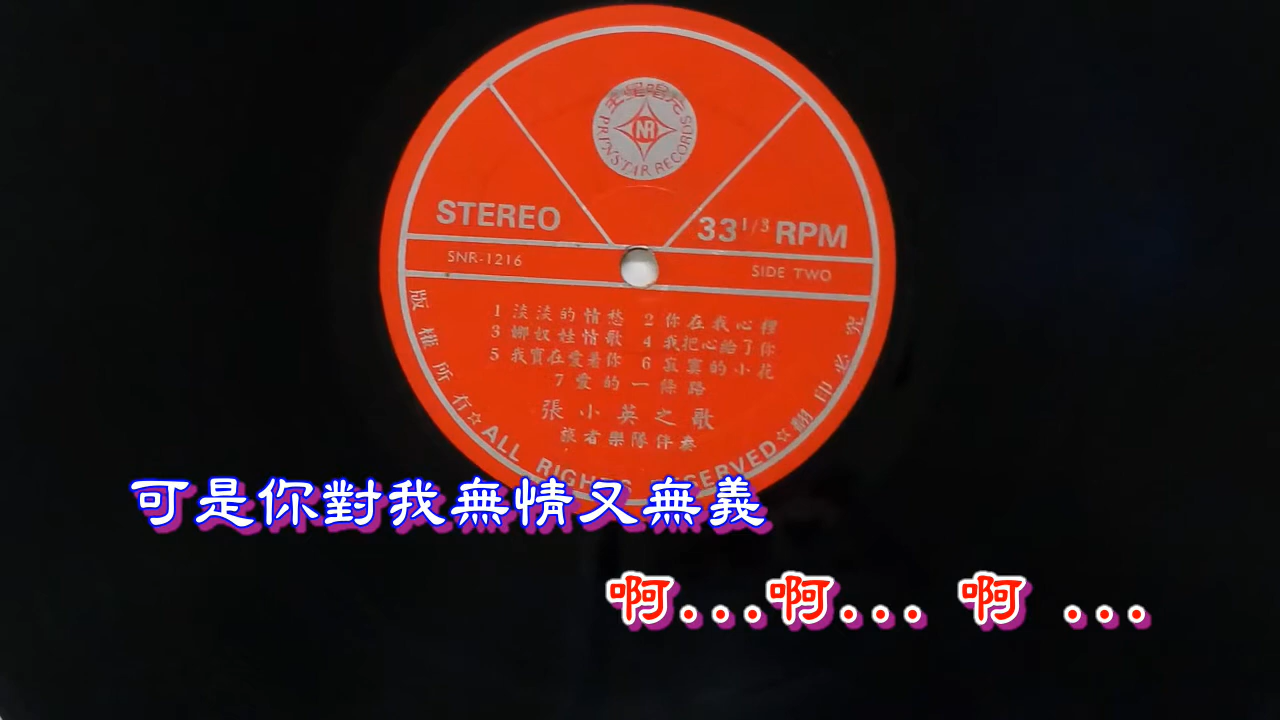 王星唱片
PRINSTAR RECORDS
NR
STEREO
33 1/3 RPM
SNR-1216
SIDE TWO
1 淡淡的情愁 2 你在我心裡
3 娜奴娃情歌 4 我把心給了你
5 我實在愛著你 6 寂寞的小花
7 愛的一條路
張小英之歌
旅者樂隊伴奏
版權所有☆ALL RIGHTS RESERVED☆翻印必究
可是你對我無情又無義
啊...啊... 啊 ...